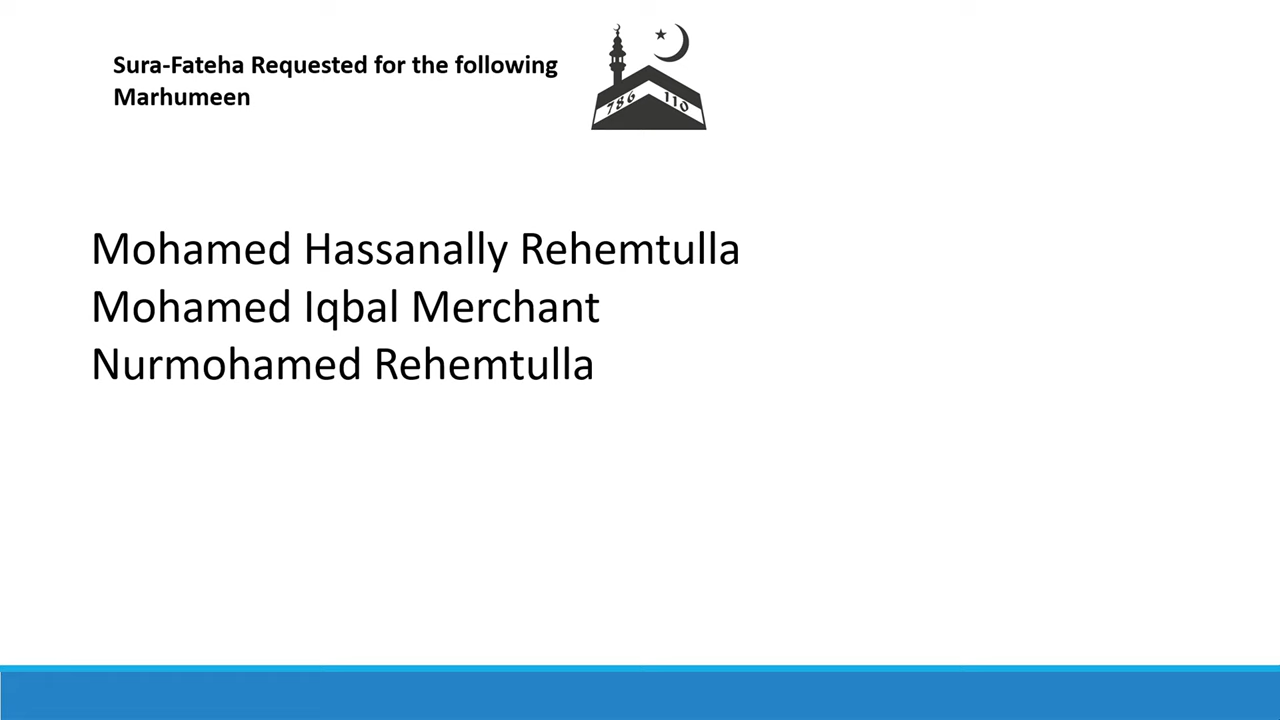 Sura-Fateha Requested for the following
Marhumeen
786 110
Mohamed Hassanally Rehemtulla
Mohamed Iqbal Merchant
Nurmohamed Rehemtulla